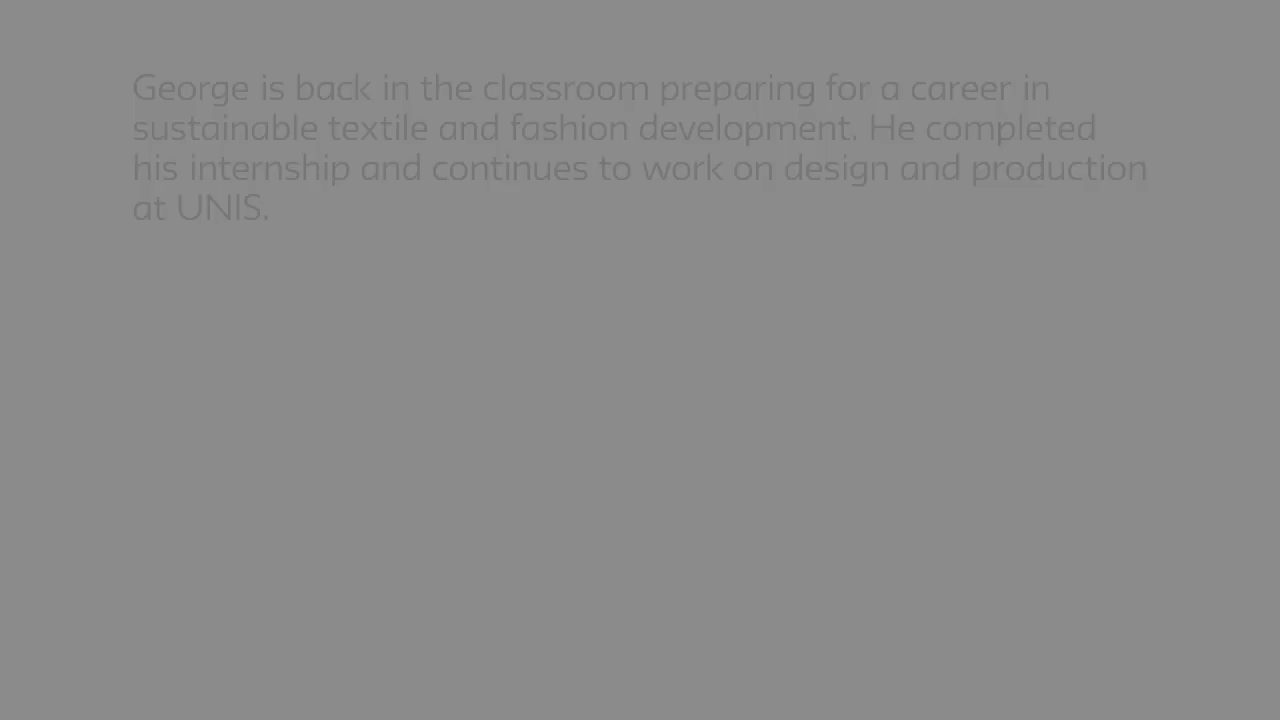 George is back in the classroom preparing for a career in
sustainable textile and fashion development. He completed
his internship and continues to work on design and production
at UNIS.